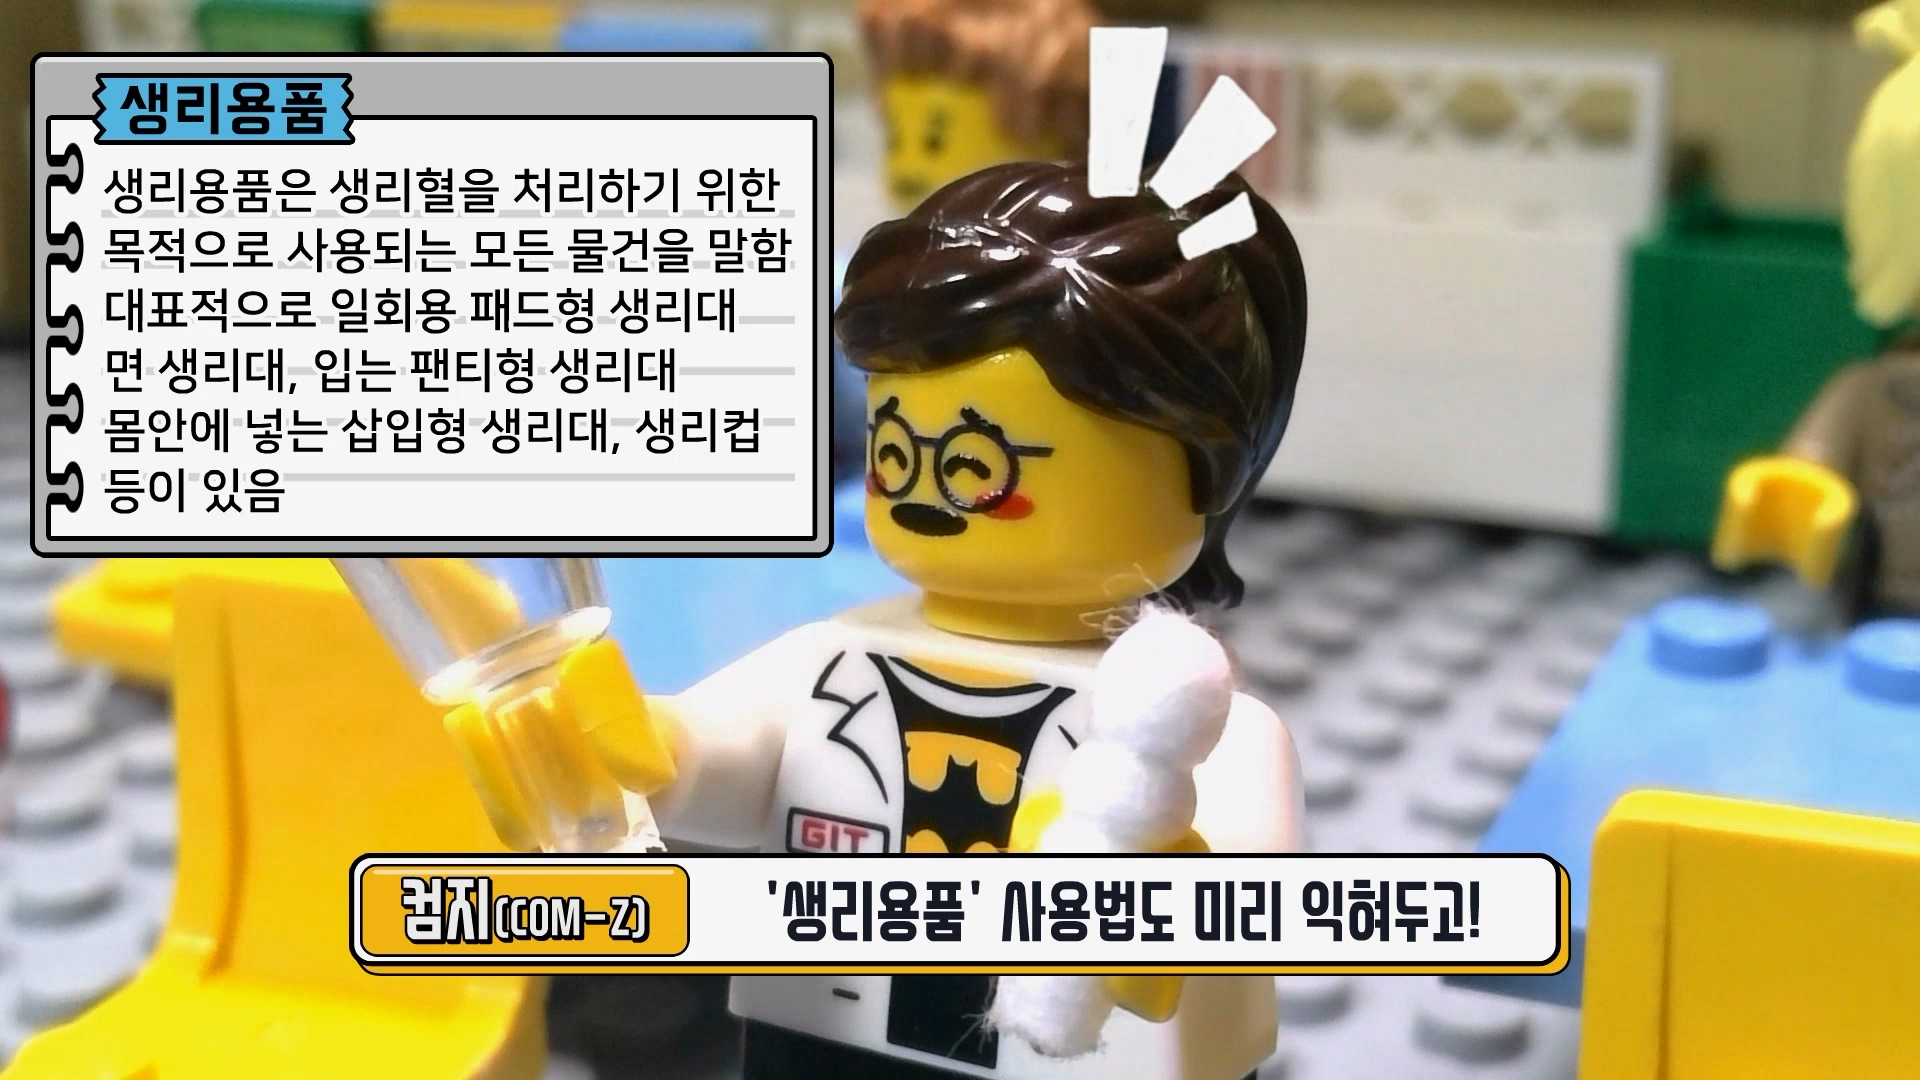 생리용품
생리용품은 생리혈을 처리하기 위한
목적으로 사용되는 모든 물건을 말함
대표적으로 일회용 패드형 생리대
면 생리대, 입는 팬티형 생리대
몸안에 넣는 삽입형 생리대, 생리컵
등이 있음
GIT
컴지(COM-Z) '생리용품' 사용법도 미리 익혀두고!